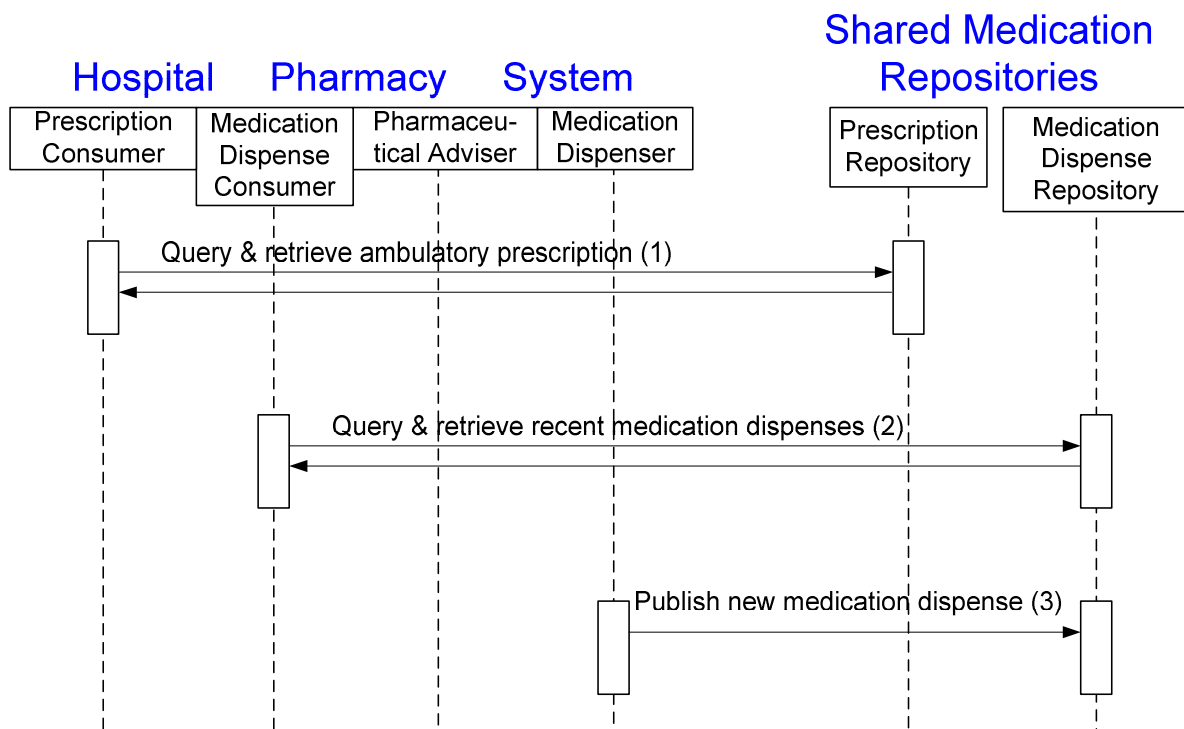 Shared Medication
Hospital Pharmacy System Repositories
Prescription
Consumer
Medication
Dispense
Consumer
Pharmaceu-
tical Adviser
Medication
Dispenser
Prescription
Repository
Medication
Dispense
Repository
Query & retrieve ambulatory prescription (1)
Query & retrieve recent medication dispenses (2)
Publish new medication dispense (3)